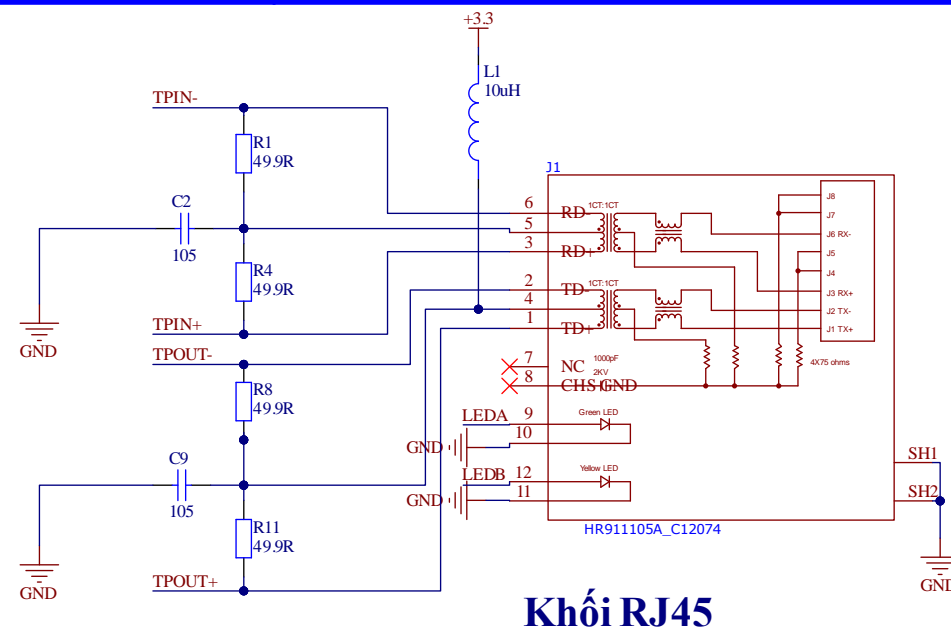 +3.3
L1
10uH
TPIN-
R1
49.9R
C2
105
R4
49.9R
GND
TPIN+
TPOUT-
R8
49.9R
C9
105
R11
49.9R
GND
TPOUT+
J1
6
RD-
1CT:1CT
5
3
RD+
2
TD-
1CT:1CT
4
1
TD+
7
NC
1000pF
8
2KV
CHS GND
J8
J7
J6 RX-
J5
J4
J3 RX+
J2 TX-
J1 TX+
4X75 ohms
LEDA
9
Green LED
10
GND
LEDB
12
Yellow LED
11
GND
SH1
SH2
GND
HR911105A_C12074
Khối RJ45